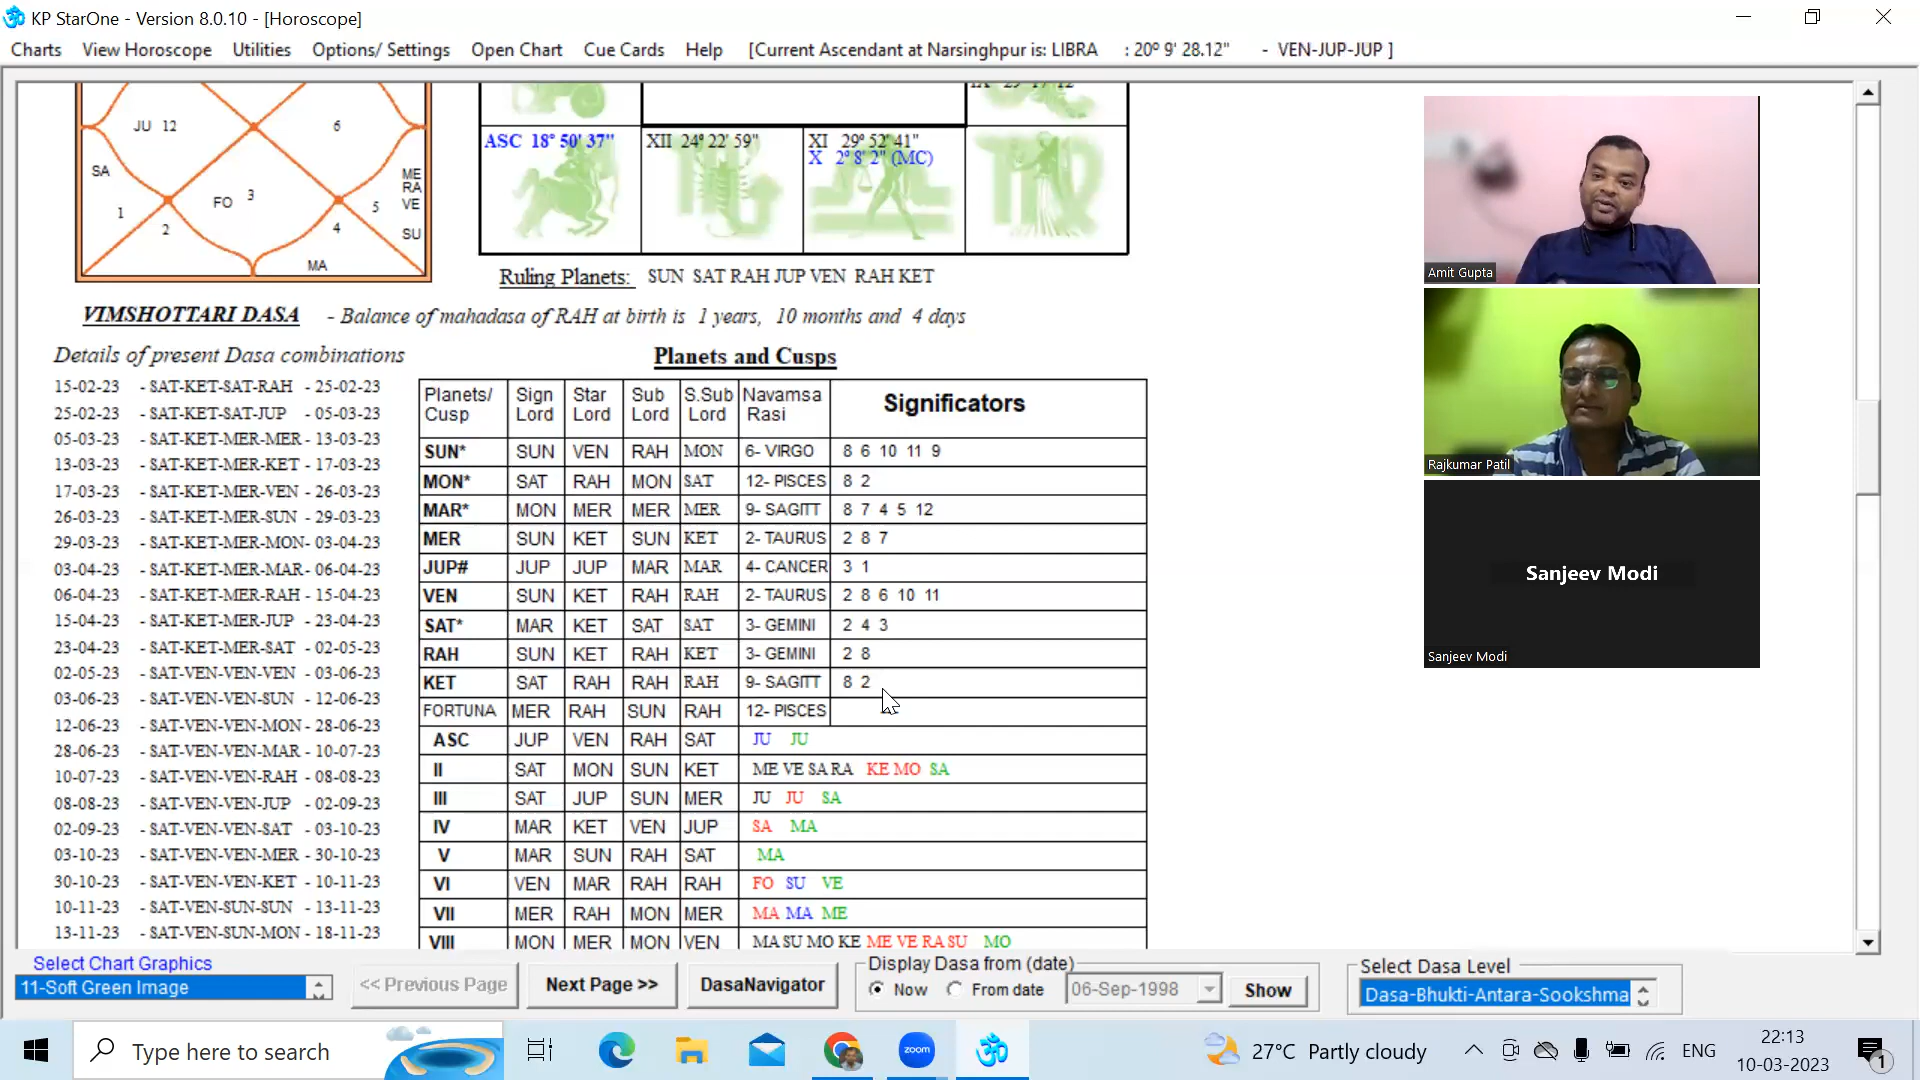 KP StarOne - Version 8.0.10 - [Horoscope]
Charts View Horoscope Utilities Options/ Settings Open Chart Cue Cards Help [Current Ascendant at Narsinghpur is: LIBRA : 20º 9' 28.12" - VEN-JUP-JUP ]
JU 12
6
SA
FO 3
ME
RA
VE
SU
1
5
2
4
MA
IX 29° 17' 12"
ASC 18° 50' 37"
XII 24° 22' 59"
XI 29° 52' 41"
X 2° 8' 2" (MC)
Ruling Planets: SUN SAT RAH JUP VEN RAH KET
VIMSHOTTARI DASA - Balance of mahadasa of RAH at birth is 1 years, 10 months and 4 days
Details of present Dasa combinations
15-02-23 - SAT-KET-SAT-RAH - 25-02-23
25-02-23 - SAT-KET-SAT-JUP - 05-03-23
05-03-23 - SAT-KET-MER-MER - 13-03-23
13-03-23 - SAT-KET-MER-KET - 17-03-23
17-03-23 - SAT-KET-MER-VEN - 26-03-23
26-03-23 - SAT-KET-MER-SUN - 29-03-23
29-03-23 - SAT-KET-MER-MON- 03-04-23
03-04-23 - SAT-KET-MER-MAR - 06-04-23
06-04-23 - SAT-KET-MER-RAH - 15-04-23
15-04-23 - SAT-KET-MER-JUP - 23-04-23
23-04-23 - SAT-KET-MER-SAT - 02-05-23
02-05-23 - SAT-VEN-VEN-VEN - 03-06-23
03-06-23 - SAT-VEN-VEN-SUN - 12-06-23
12-06-23 - SAT-VEN-VEN-MON - 28-06-23
28-06-23 - SAT-VEN-VEN-MAR - 10-07-23
10-07-23 - SAT-VEN-VEN-RAH - 08-08-23
08-08-23 - SAT-VEN-VEN-JUP - 02-09-23
02-09-23 - SAT-VEN-VEN-SAT - 03-10-23
03-10-23 - SAT-VEN-VEN-MER - 30-10-23
30-10-23 - SAT-VEN-VEN-KET - 10-11-23
10-11-23 - SAT-VEN-SUN-SUN - 13-11-23
13-11-23 - SAT-VEN-SUN-MON - 18-11-23
Planets and Cusps
Planets/ Cusp Sign Lord Star Lord Sub Lord S.Sub Lord Navamsa Rasi Significators
SUN* SUN VEN RAH MON 6- VIRGO 8 6 10 11 9
MON* SAT RAH MON SAT 12- PISCES 8 2
MAR* MON MER MER MER 9- SAGITT 8 7 4 5 12
MER SUN KET SUN KET 2- TAURUS 2 8 7
JUP# JUP JUP MAR MAR 4- CANCER 3 1
VEN SUN KET RAH RAH 2- TAURUS 2 8 6 10 11
SAT* MAR KET SAT SAT 3- GEMINI 2 4 3
RAH SUN KET RAH KET 3- GEMINI 2 8
KET SAT RAH RAH RAH 9- SAGITT 8 2
FORTUNA MER RAH SUN RAH 12- PISCES
ASC JUP VEN RAH SAT JU JU
II SAT MON SUN KET ME VE SA RA KE MO SA
III SAT JUP SUN MER JU JU SA
IV MAR KET VEN JUP SA MA
V MAR SUN RAH SAT MA
VI VEN MAR RAH RAH FO SU VE
VII MER RAH MON MER MA MA ME
VIII MON MER MON VEN MA SU MO KE ME VE RA SU MO
Amit Gupta
Rajkumar Patil
Sanjeev Modi
Sanjeev Modi
Select Chart Graphics
11-Soft Green Image
<< Previous Page
Next Page >>
DasaNavigator
Display Dasa from (date)
Now From date 06-Sep-1998 Show
Select Dasa Level
Dasa-Bhukti-Antara-Sookshma
Type here to search
zoom
27°C Partly cloudy
ENG
22:13
10-03-2023
1